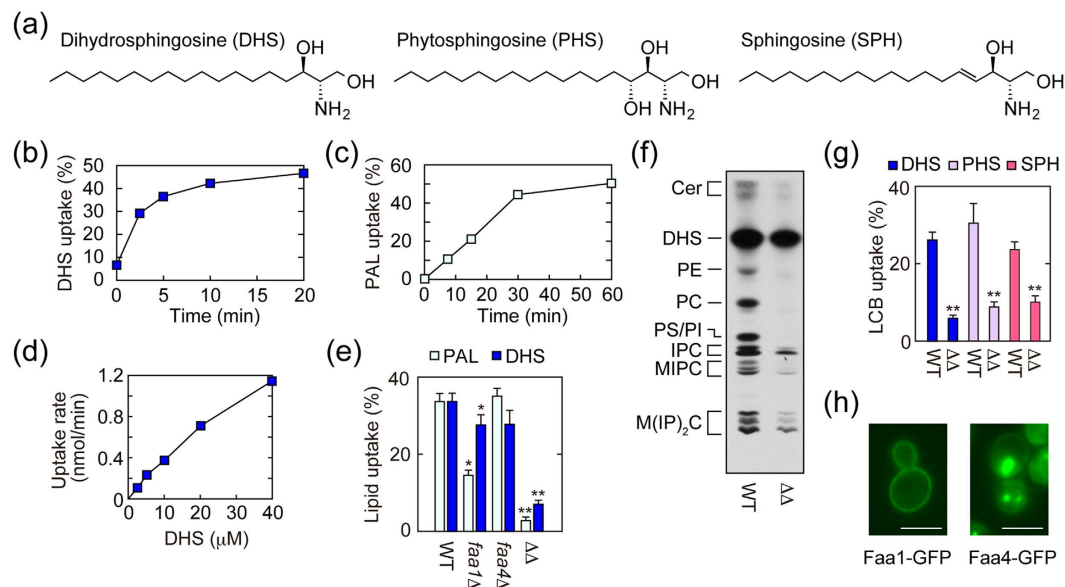 (a)
Dihydrosphingosine (DHS)
OH
OH
NH2
Phytosphingosine (PHS)
OH
OH
OH NH2
Sphingosine (SPH)
OH
OH
NH2
(b)
DHS uptake (%)
50
40
30
20
10
0
0 5 10 15 20
Time (min)
(c)
PAL uptake (%)
60
40
20
0
0 10 20 30 40 50 60
Time (min)
(d)
Uptake rate
(nmol/min)
1.2
0.8
0.4
0
0 10 20 30 40
DHS (μM)
(e)
PAL DHS
Lipid uptake (%)
40
20
0
*
*
**
**
WT
faa1Δ
faa4Δ
ΔΔ
(f)
Cer
DHS
PE
PC
PS/PI
IPC
MIPC
M(IP)2C
WT
ΔΔ
(g)
DHS PHS SPH
LCB uptake (%)
40
20
0
**
**
**
WT
ΔΔ
WT
ΔΔ
WT
ΔΔ
(h)
Faa1-GFP
Faa4-GFP